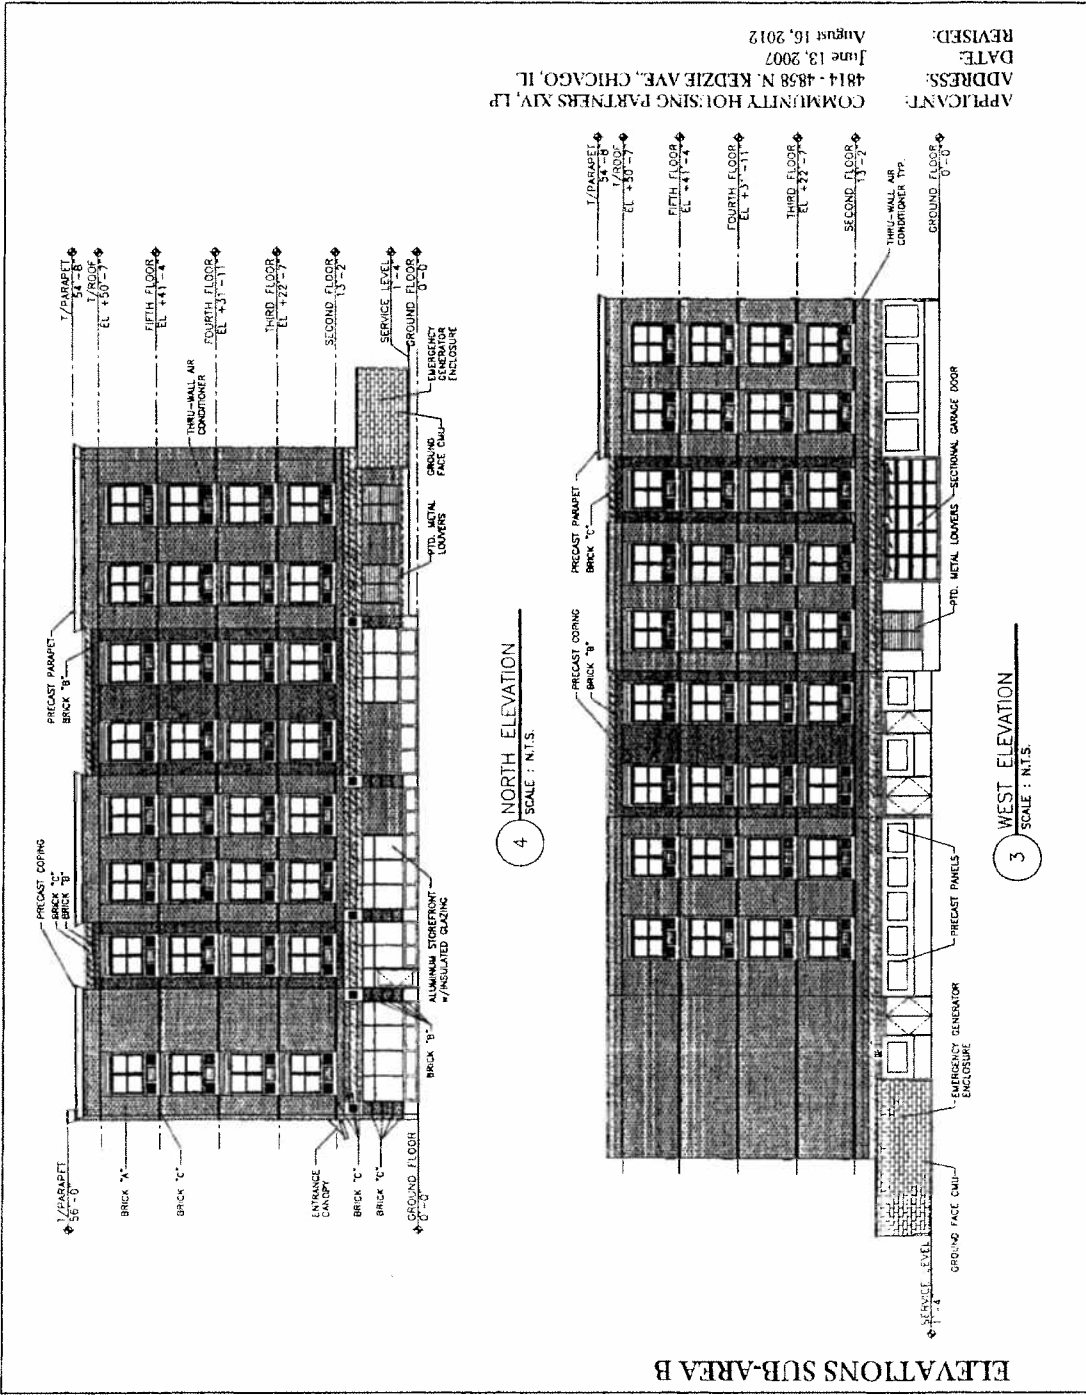 ELEVATIONS SUB-AREA B
T/PARAPET
56'-0"
BRICK "A"
BRICK "C"
ENTRANCE
CANOPY
BRICK "C"
BRICK "C"
GROUND FLOOR
0'-0"
PRECAST COPING
BRICK "C"
BRICK "B"
PRECAST PARAPET
BRICK "B"
BRICK "B"
ALUMINUM STOREFRONT
W/INSULATED GLAZING
THRU-WALL AIR
CONDITIONER
PTD. METAL
LOUVERS
GROUND
FACE CMU
EMERGENCY
GENERATOR
ENCLOSURE
T/PARAPET
54'-8"
T/ROOF
EL +50'-7"
FIFTH FLOOR
EL +41'-4"
FOURTH FLOOR
EL +31'-11"
THIRD FLOOR
EL +22'-7"
SECOND FLOOR
13'-2"
SERVICE LEVEL
1'-4"
GROUND FLOOR
0'-0"
4
NORTH ELEVATION
SCALE : N.T.S.
PRECAST COPING
BRICK "B"
PRECAST PARAPET
BRICK "C"
T/PARAPET
54'-8"
T/ROOF
EL +50'-7"
FIFTH FLOOR
EL +41'-4"
FOURTH FLOOR
EL +31'-11"
THIRD FLOOR
EL +22'-7"
SECOND FLOOR
13'-2"
THRU-WALL AIR
CONDITIONER TYP.
GROUND FLOOR
0'-0"
SERVICE LEVEL
1'-4"
GROUND FACE CMU
EMERGENCY GENERATOR
ENCLOSURE
PRECAST PANELS
PTD. METAL LOUVERS
SECTIONAL GARAGE DOOR
3
WEST ELEVATION
SCALE : N.T.S.
APPLICANT: COMMUNITY HOUSING PARTNERS XIV, LP
ADDRESS: 4814 - 4858 N. KEDZIE AVE., CHICAGO, IL
DATE: June 13, 2007
REVISED: August 16, 2012